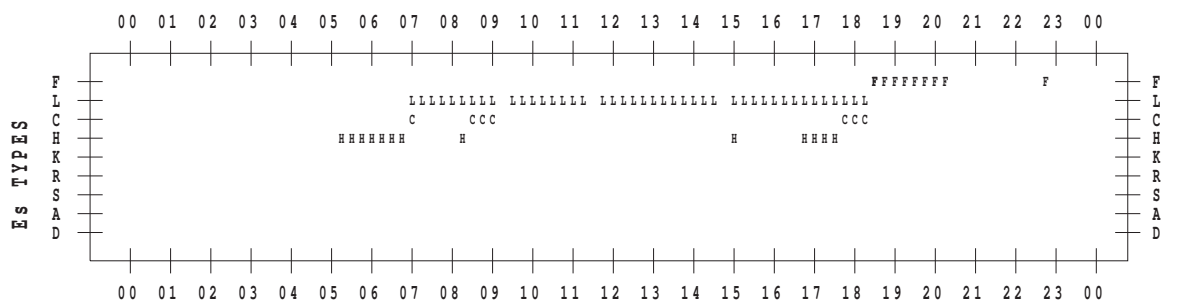 00 01 02 03 04 05 06 07 08 09 10 11 12 13 14 15 16 17 18 19 20 21 22 23 00
F FFFFFFFF F F
L LLLLLLLLL LLLLLLLL LLLLLLLLLLLL LLLLLLLLLLLLLL L
C C CCC CCC C
H HHHHHHH H H HHHH H
K K
R R
S S
A A
D D
Es TYPES
00 01 02 03 04 05 06 07 08 09 10 11 12 13 14 15 16 17 18 19 20 21 22 23 00